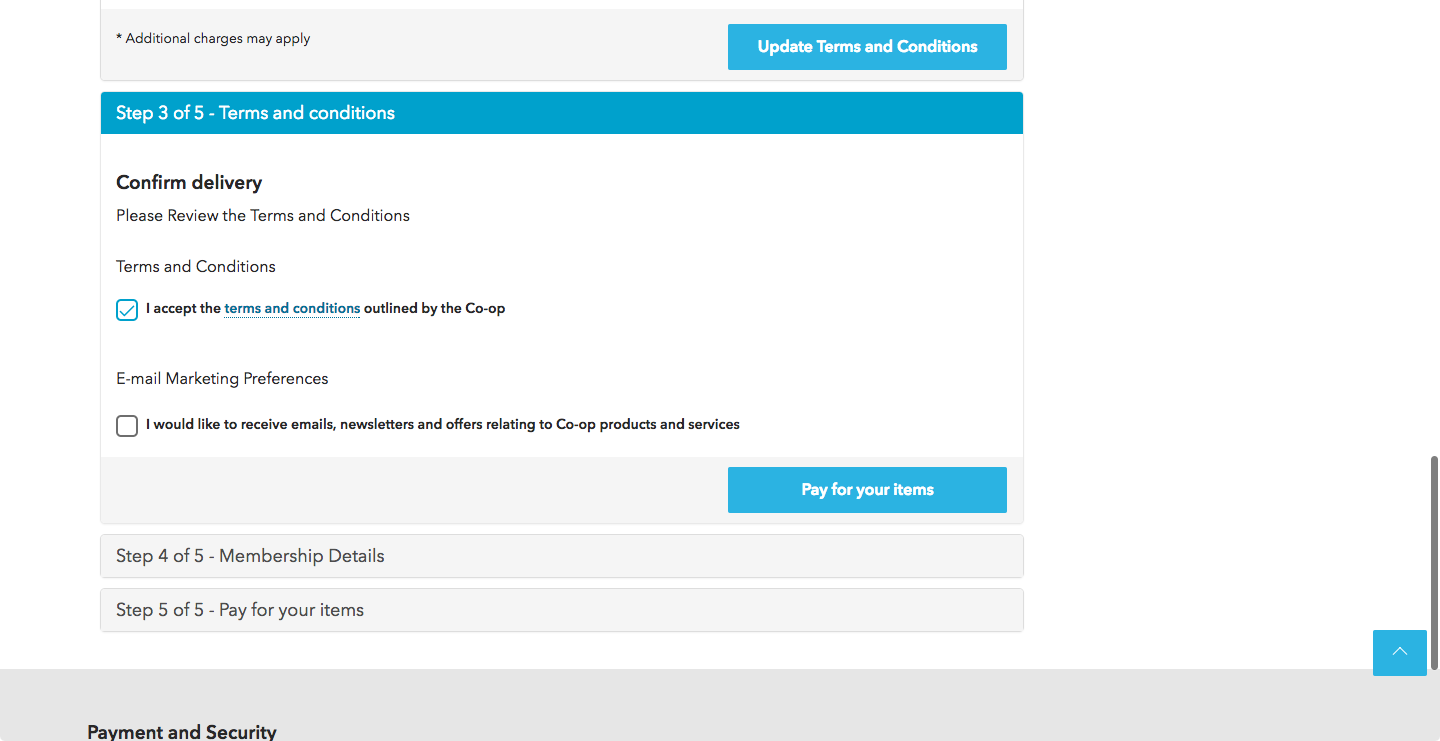 * Additional charges may apply
Update Terms and Conditions
Step 3 of 5 - Terms and conditions
Confirm delivery
Please Review the Terms and Conditions
Terms and Conditions
I accept the terms and conditions outlined by the Co-op
E-mail Marketing Preferences
I would like to receive emails, newsletters and offers relating to Co-op products and services
Pay for your items
Step 4 of 5 - Membership Details
Step 5 of 5 - Pay for your items
Payment and Security